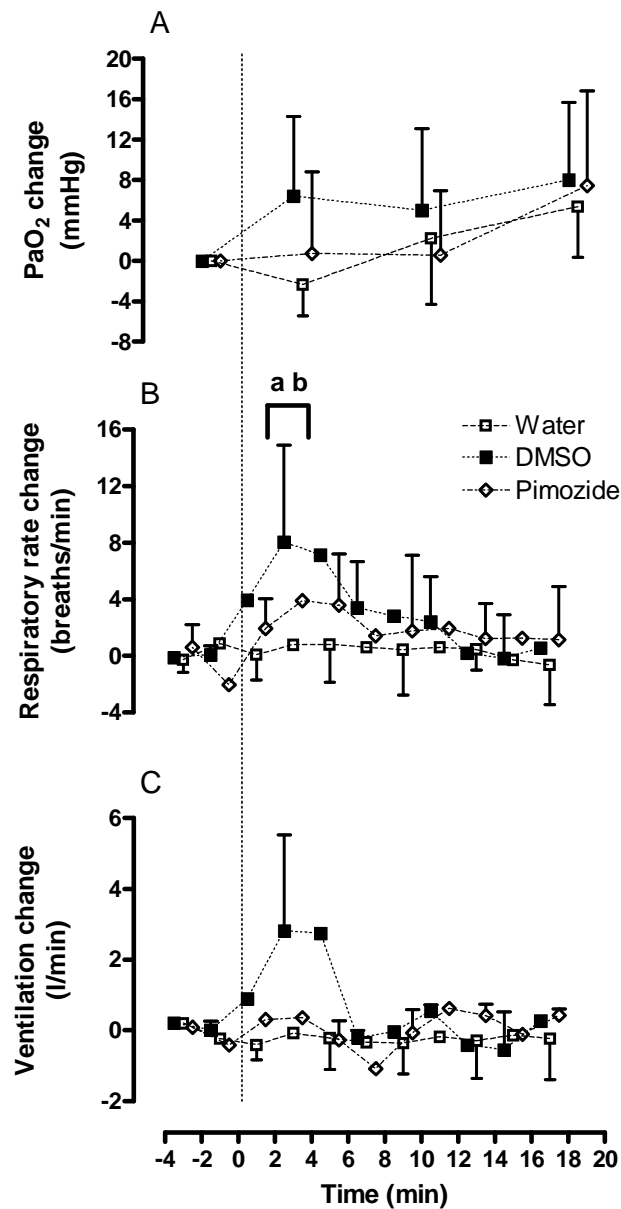 A
20
16
12
8
4
0
-4
-8
PaO2 change
(mmHg)
B
a b
16
12
8
4
0
-4
Respiratory rate change
(breaths/min)
Water
DMSO
Pimozide
C
6
4
2
0
-2
Ventilation change
(l/min)
-4 -2 0 2 4 6 8 10 12 14 16 18 20
Time (min)